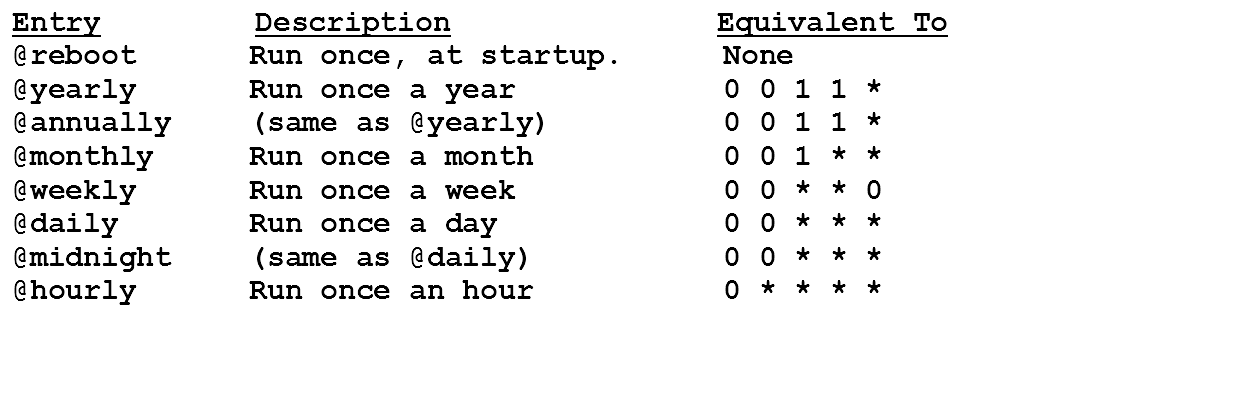 Entry Description Equivalent To
@reboot Run once, at startup. None
@yearly Run once a year 0 0 1 1 *
@annually (same as @yearly) 0 0 1 1 *
@monthly Run once a month 0 0 1 * *
@weekly Run once a week 0 0 * * 0
@daily Run once a day 0 0 * * *
@midnight (same as @daily) 0 0 * * *
@hourly Run once an hour 0 * * * *